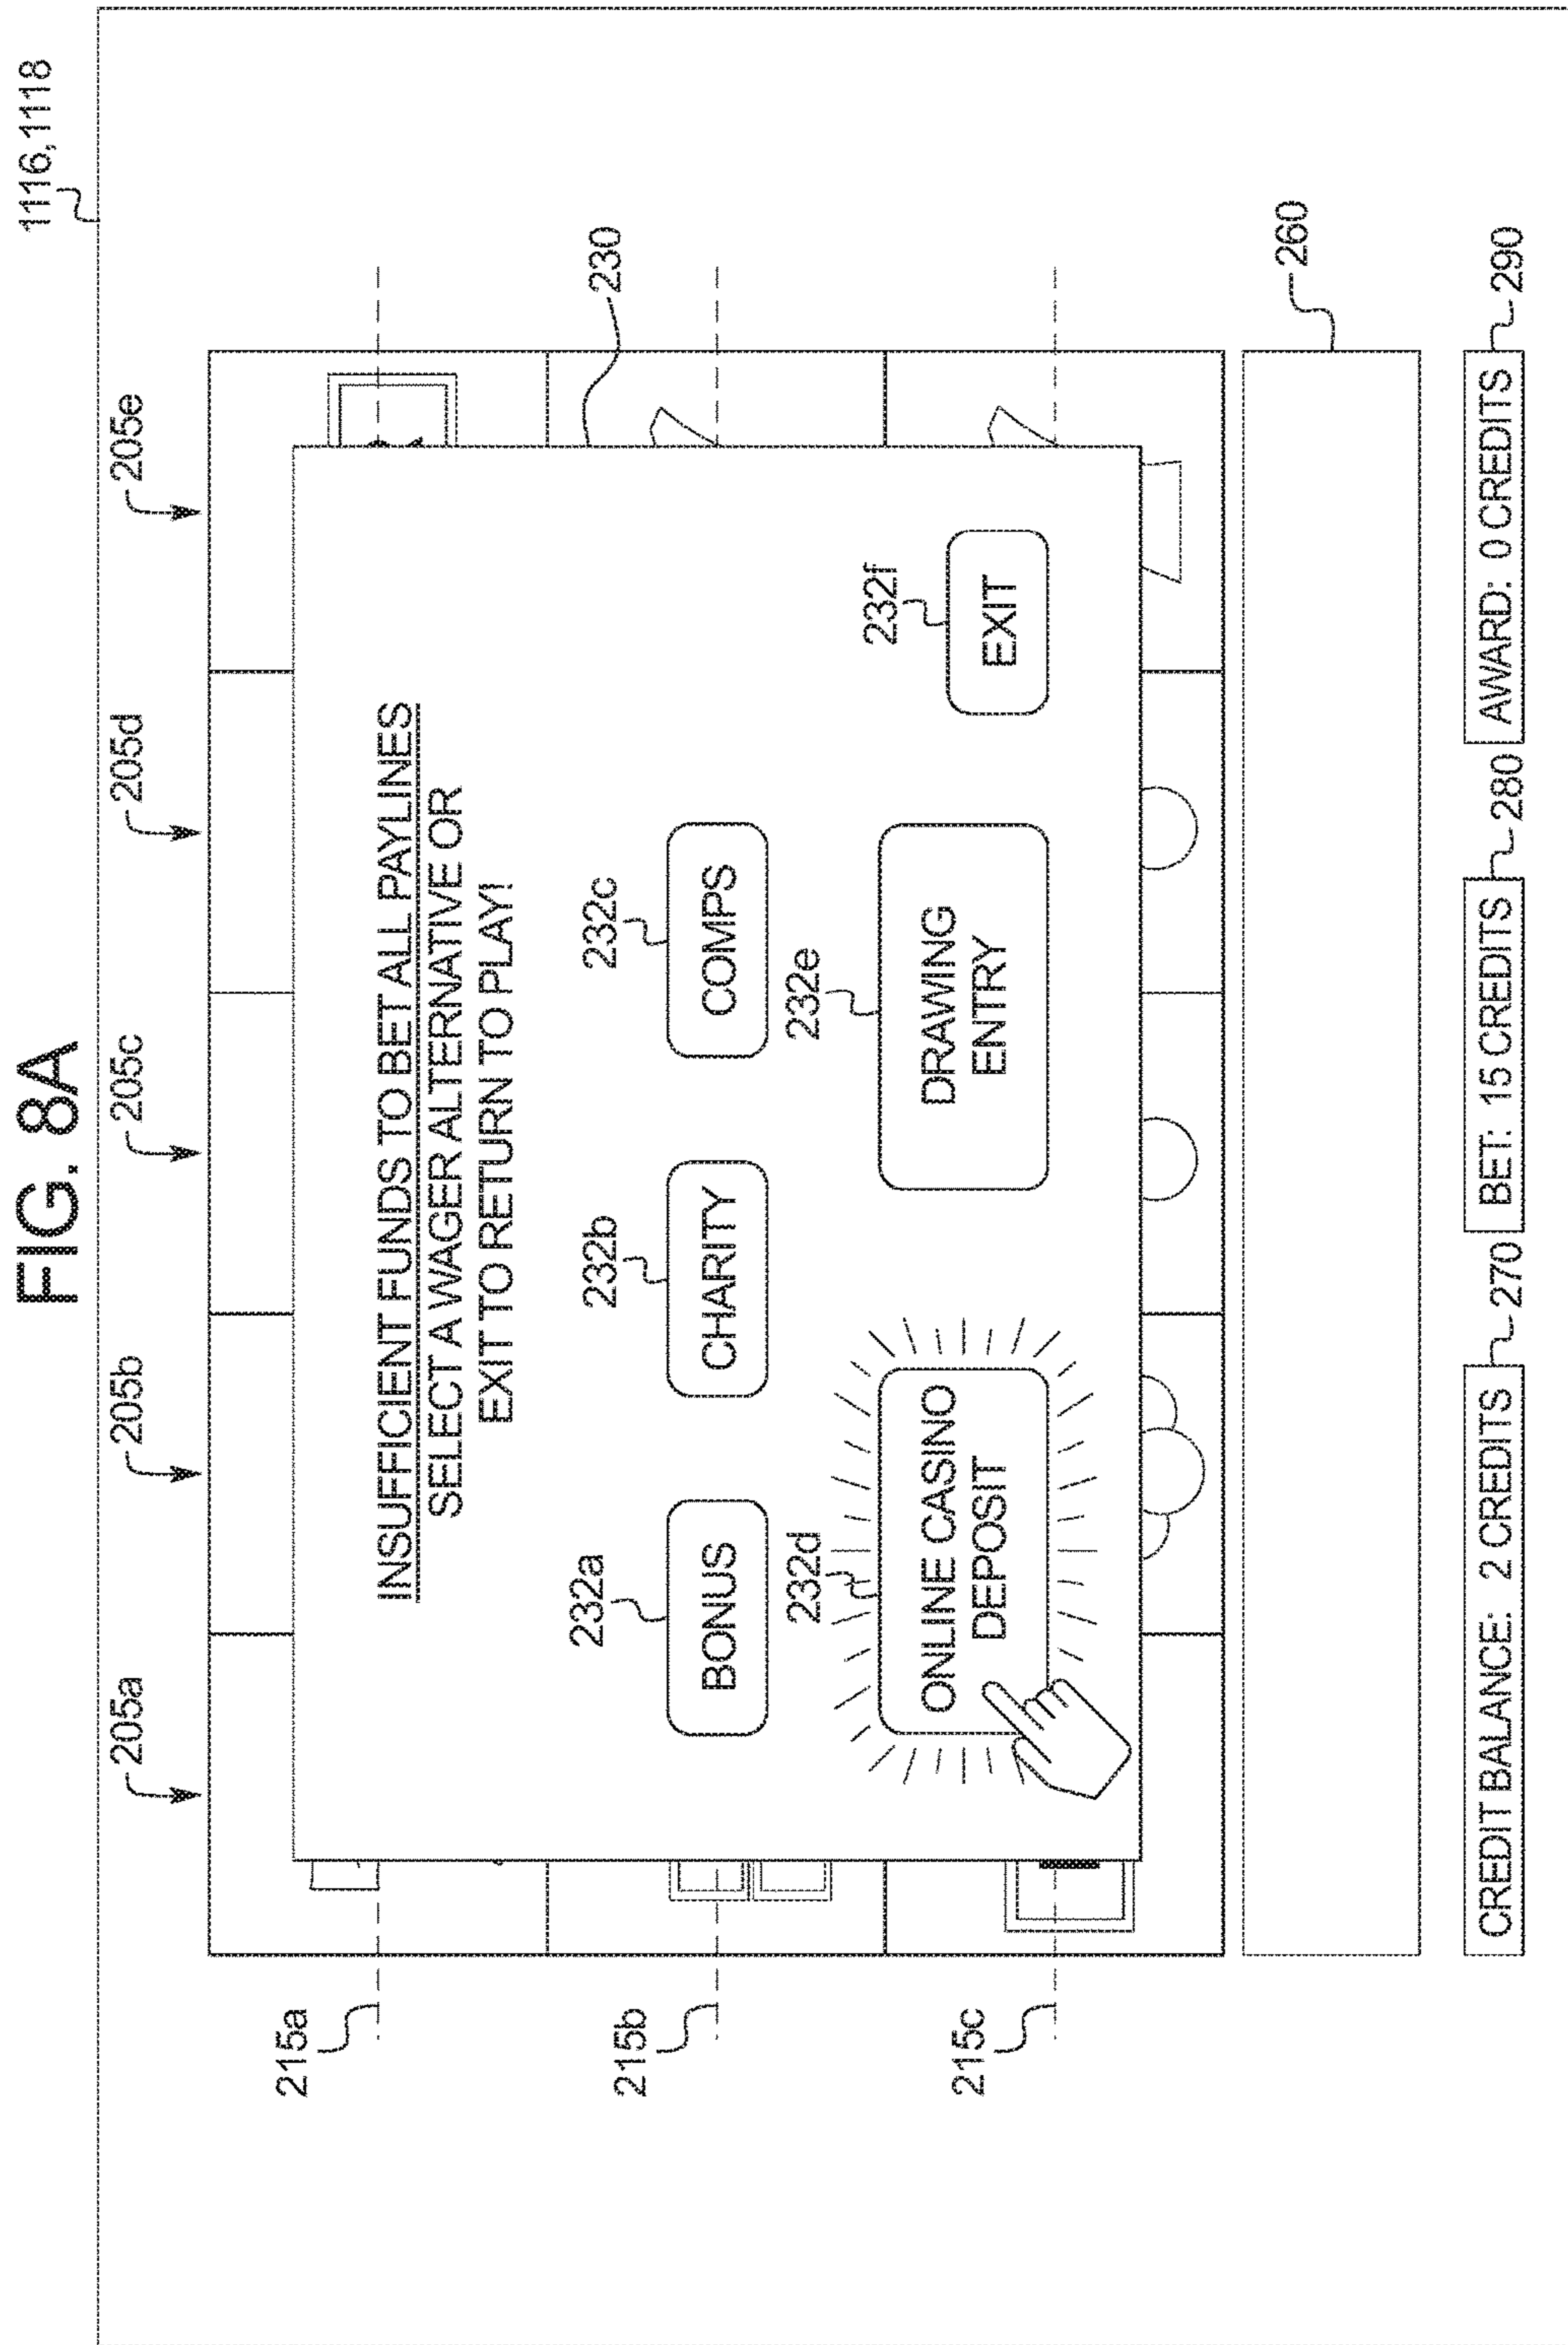 FIG. 8A
1116,1118
205a
205b
205c
205d
205e
215a
215b
215c
230
INSUFFICIENT FUNDS TO BET ALL PAYLINES
SELECT A WAGER ALTERNATIVE OR
EXIT TO RETURN TO PLAY!
232a
BONUS
232b
CHARITY
232c
COMPS
232d
ONLINE CASINO
DEPOSIT
232e
DRAWING
ENTRY
232f
EXIT
260
CREDIT BALANCE: 2 CREDITS
270
BET: 15 CREDITS
280
AWARD: 0 CREDITS
290